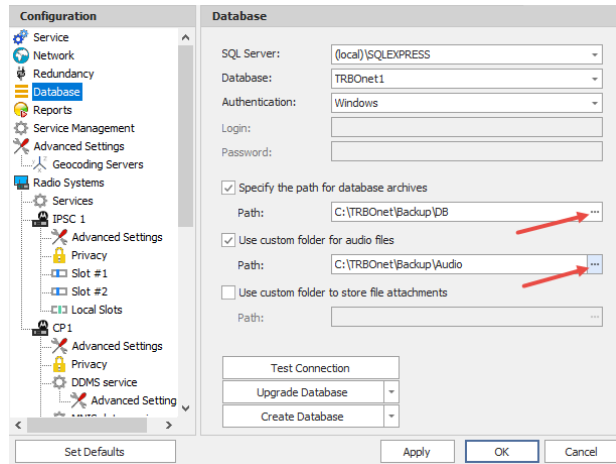 Configuration
Service
Network
Redundancy
Database
Reports
Service Management
Advanced Settings
Geocoding Servers
Radio Systems
Services
IPSC 1
Advanced Settings
Privacy
Slot #1
Slot #2
Local Slots
CP1
Advanced Settings
Privacy
DDMS service
Advanced Setting
Set Defaults
Database
SQL Server: (local)\SQLEXPRESS
Database: TRBOnet1
Authentication: Windows
Login:
Password:
Specify the path for database archives
Path: C:\TRBOnet\Backup\DB ...
Use custom folder for audio files
Path: C:\TRBOnet\Backup\Audio ...
Use custom folder to store file attachments
Path: ...
Test Connection
Upgrade Database
Create Database
Apply OK Cancel